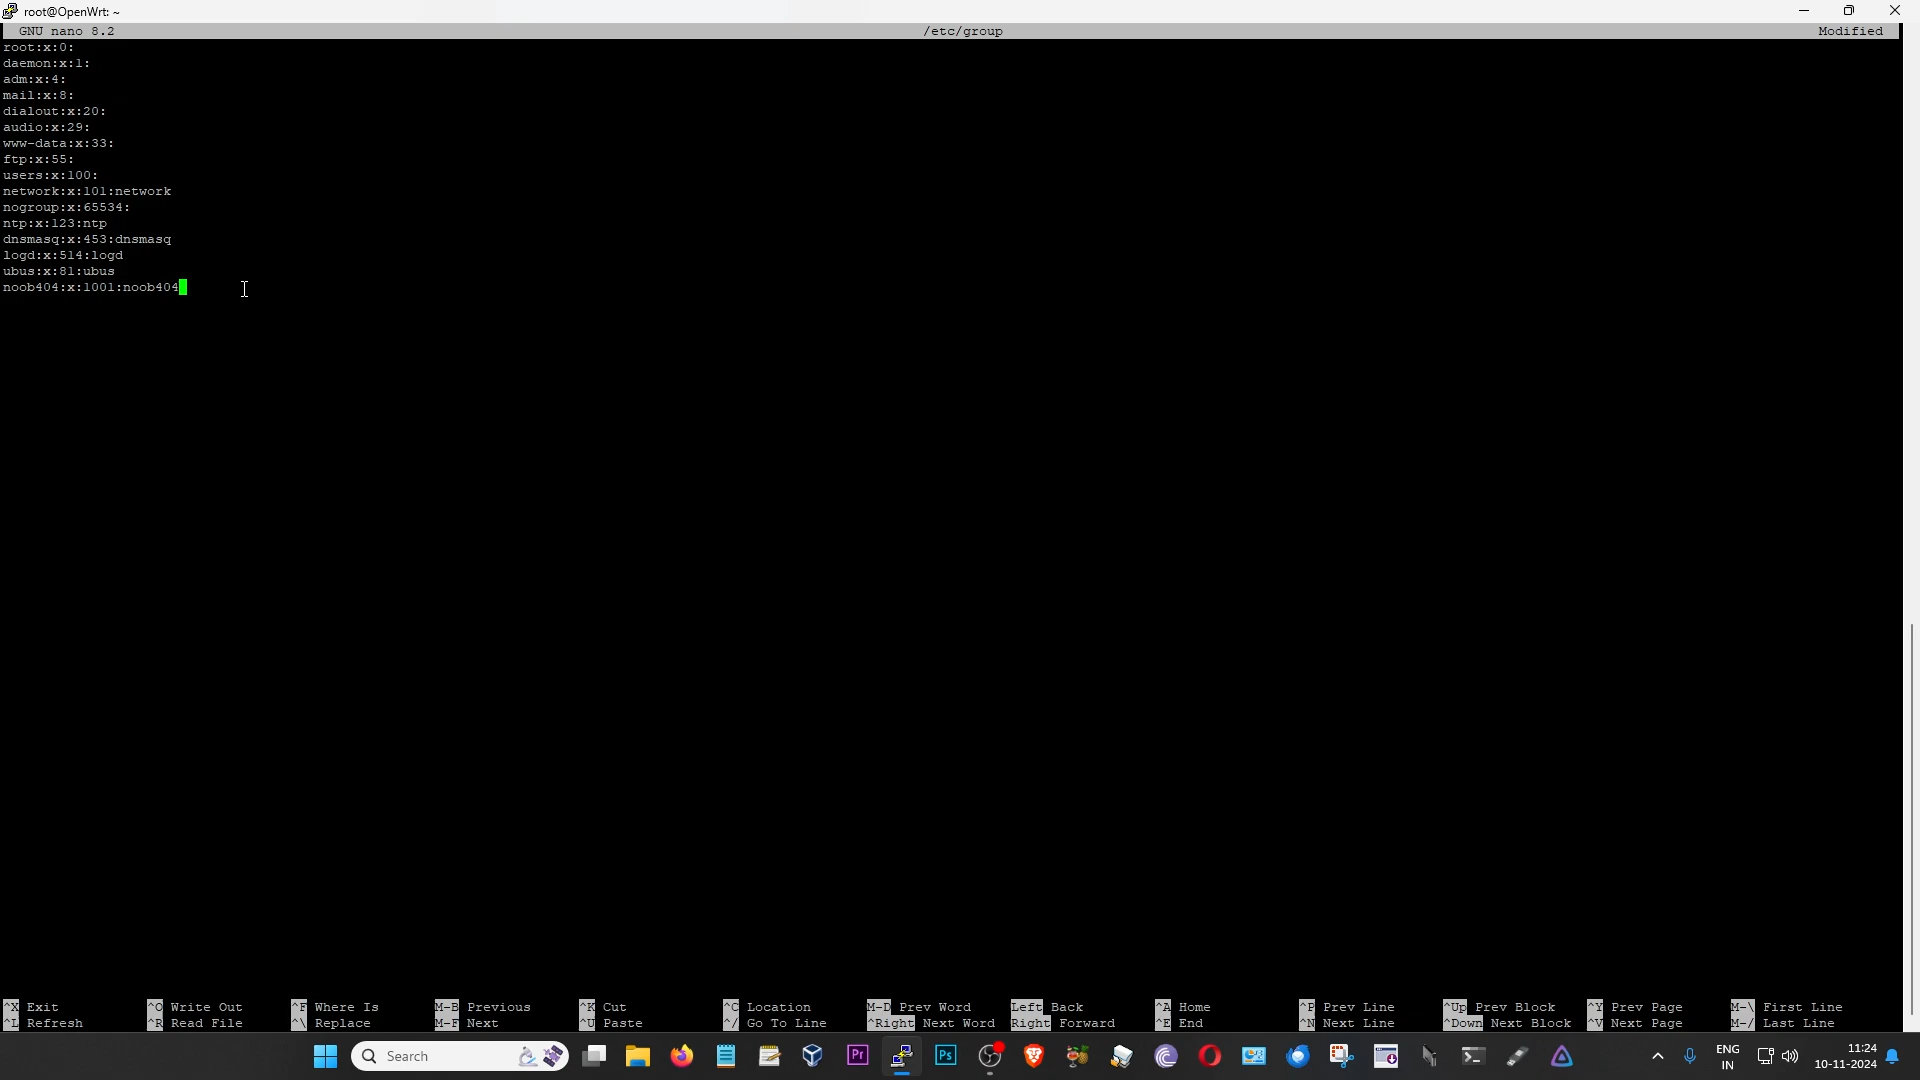 root@OpenWrt: ~
GNU nano 8.2 /etc/group Modified
root:x:0:
daemon:x:1:
adm:x:4:
mail:x:8:
dialout:x:20:
audio:x:29:
www-data:x:33:
ftp:x:55:
users:x:100:
network:x:101:network
nogroup:x:65534:
ntp:x:123:ntp
dnsmasq:x:453:dnsmasq
logd:x:514:logd
ubus:x:81:ubus
noob404:x:1001:noob404
^X Exit ^O Write Out ^F Where Is M-B Previous ^K Cut ^C Location M-D Prev Word Left Back ^A Home ^P Prev Line ^Up Prev Block ^Y Prev Page M-\ First Line
^L Refresh ^R Read File ^\ Replace M-F Next ^U Paste ^/ Go To Line ^Right Next Word Right Forward ^E End ^N Next Line ^Down Next Block ^V Next Page M-/ Last Line
Search Pr Ps ENG 11:24
IN 10-11-2024